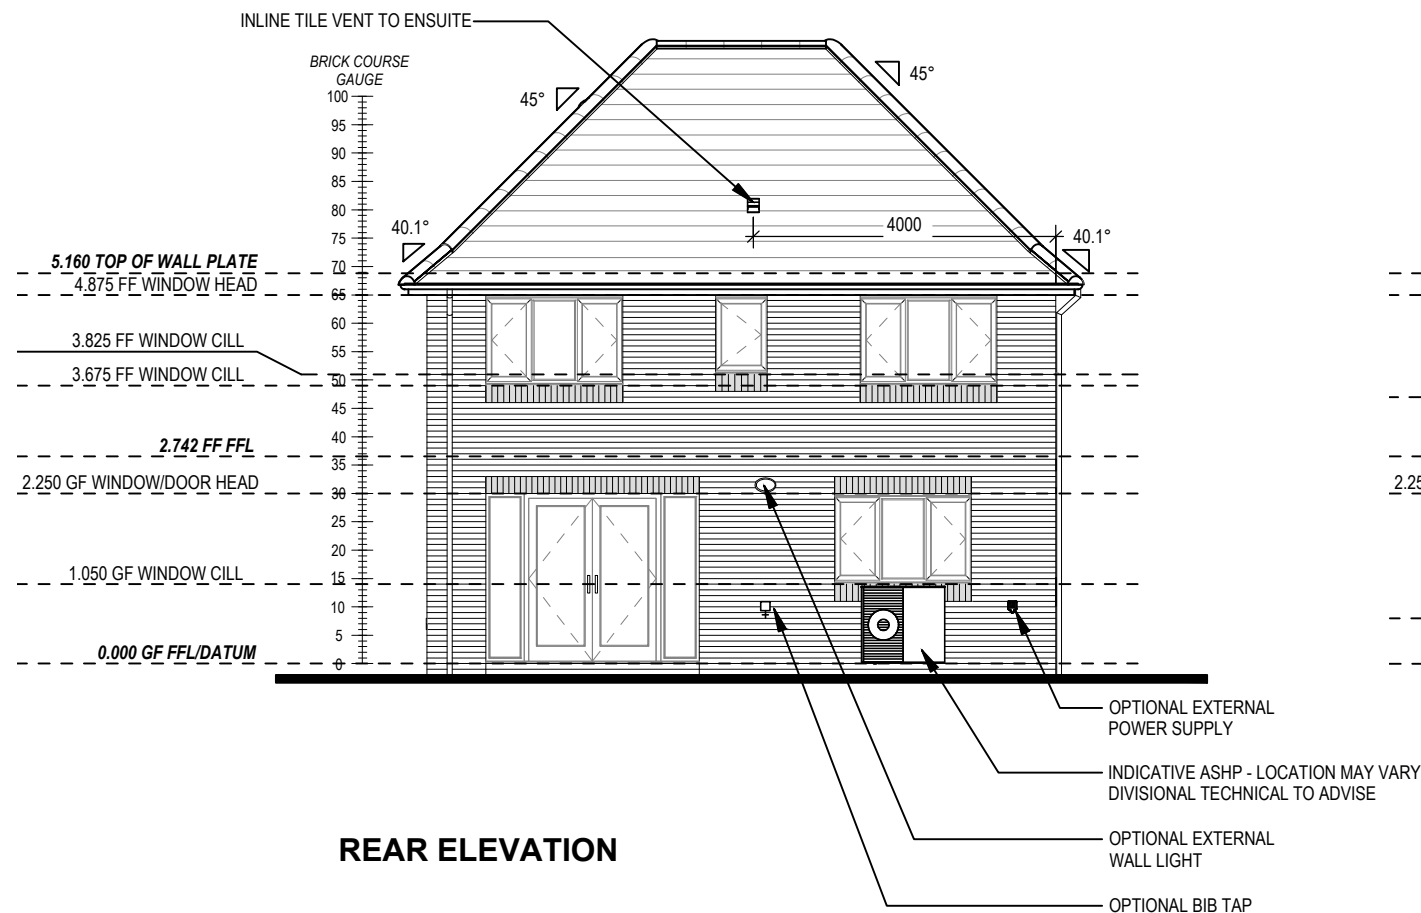 INLINE TILE VENT TO ENSUITE
BRICK COURSE
GAUGE
100
95
90
85
80
75
70
65
60
55
50
45
40
35
30
25
20
15
10
5
0
45°
45°
40.1°
4000
40.1°
5.160 TOP OF WALL PLATE
4.875 FF WINDOW HEAD
3.825 FF WINDOW CILL
3.675 FF WINDOW CILL
2.742 FF FFL
2.250 GF WINDOW/DOOR HEAD
1.050 GF WINDOW CILL
0.000 GF FFL/DATUM
2.25
OPTIONAL EXTERNAL
POWER SUPPLY
INDICATIVE ASHP - LOCATION MAY VARY
DIVISIONAL TECHNICAL TO ADVISE
OPTIONAL EXTERNAL
WALL LIGHT
OPTIONAL BIB TAP
REAR ELEVATION